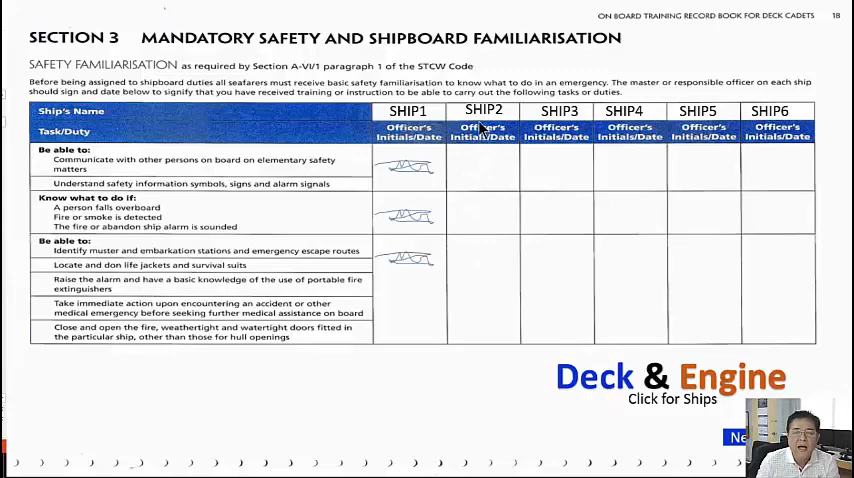 ON BOARD TRAINING RECORD BOOK FOR DECK CADETS 18
SECTION 3 MANDATORY SAFETY AND SHIPBOARD FAMILIARISATION
SAFETY FAMILIARISATION as required by Section A-VI/1 paragraph 1 of the STCW Code
Before being assigned to shipboard duties all seafarers must receive basic safety familiarisation to know what to do in an emergency. The master or responsible officer on each ship
should sign and date below to signify that you have received training or instruction to be able to carry out the following tasks or duties.
Ship's Name SHIP1 SHIP2 SHIP3 SHIP4 SHIP5 SHIP6
Task/Duty
Officer's Officer's Officer's Officer's Officer's Officer's
Initials/Date Initials/Date Initials/Date Initials/Date Initials/Date Initials/Date
Be able to:
Communicate with other persons on board on elementary safety
matters
Understand safety information symbols, signs and alarm signals
Know what to do if:
A person falls overboard
Fire or smoke is detected
The fire or abandon ship alarm is sounded
Be able to:
Identify muster and embarkation stations and emergency escape routes
Locate and don life jackets and survival suits
Raise the alarm and have a basic knowledge of the use of portable fire
extinguishers
Take immediate action upon encountering an accident or other
medical emergency before seeking further medical assistance on board
Close and open the fire, weathertight and watertight doors fitted in
the particular ship, other than those for hull openings
Deck & Engine
Click for Ships